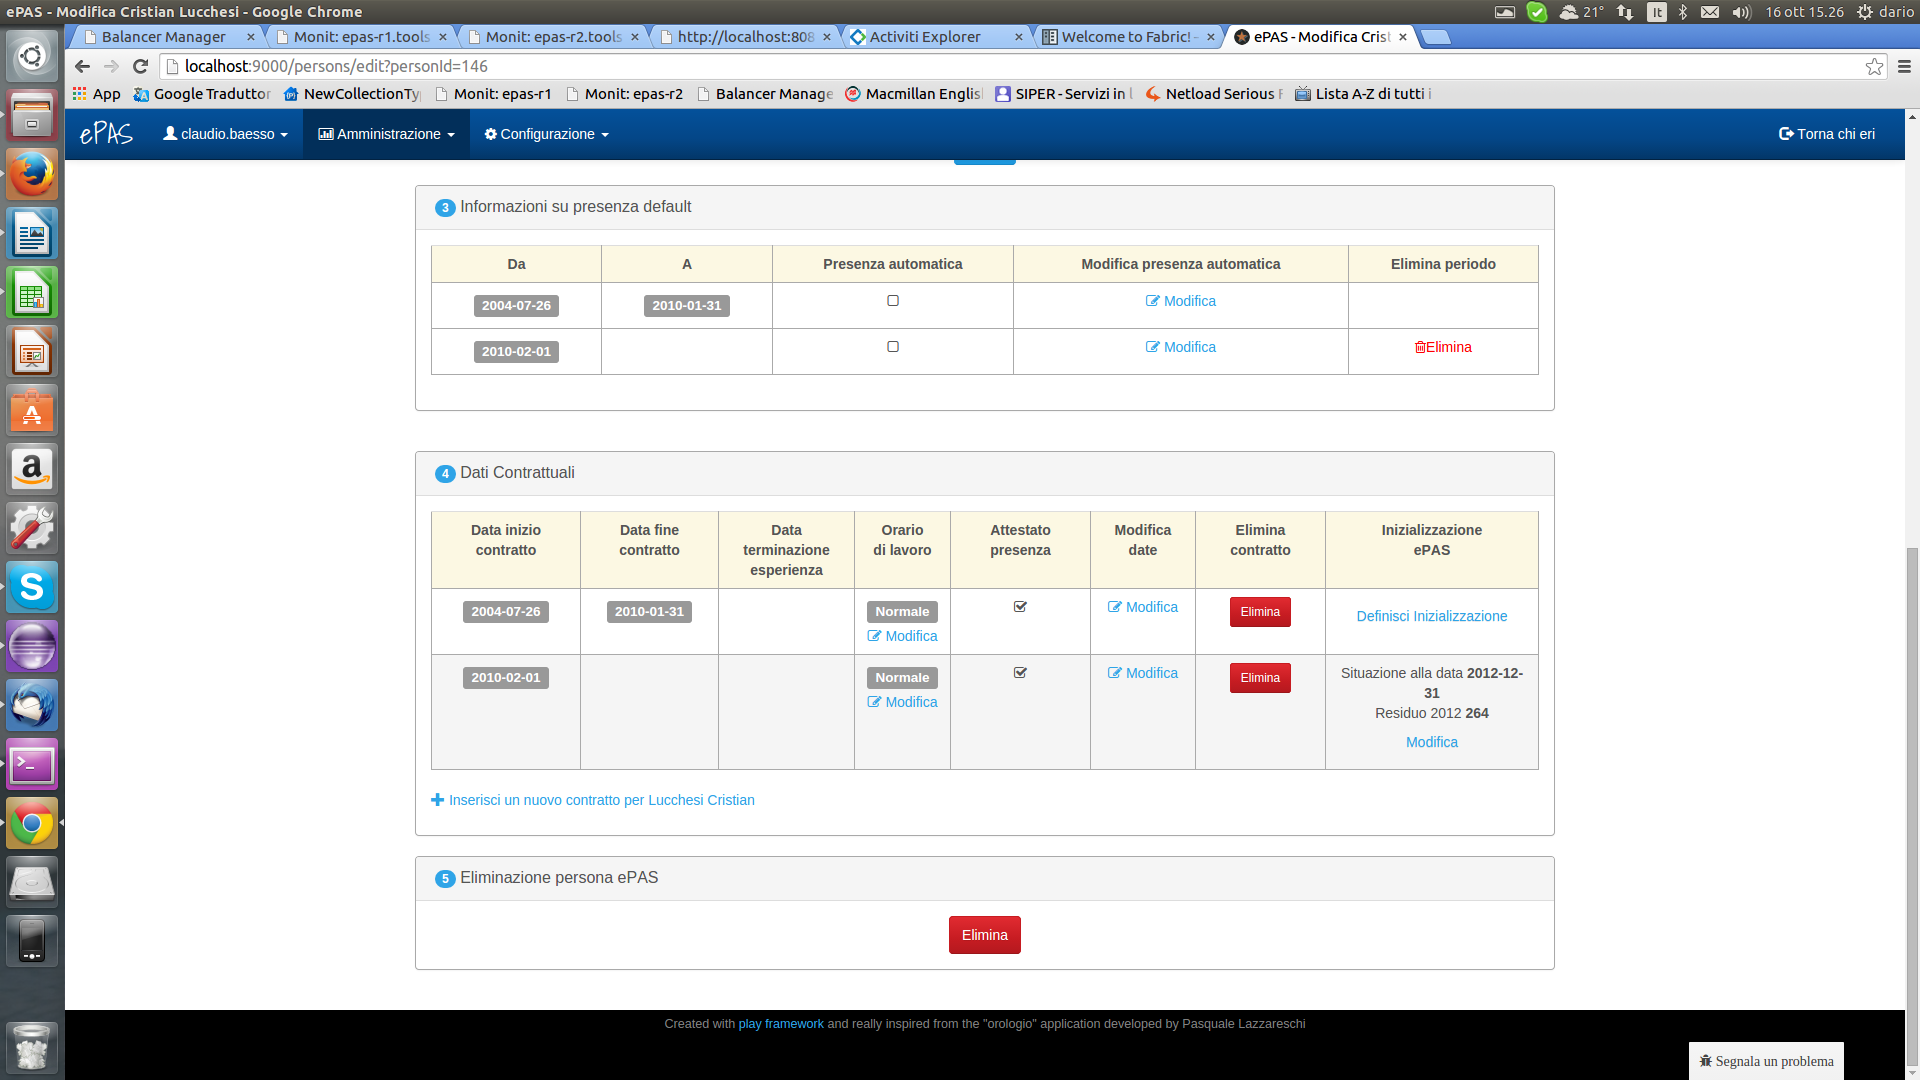 ePAS - Modifica Cristian Lucchesi - Google Chrome
21°
It
16 ott 15.26
dario
Balancer Manager
Monit: epas-r1.tools
Monit: epas-r2.tools
http://localhost:808
Activiti Explorer
Welcome to Fabric! -
ePAS - Modifica Crist
localhost:9000/persons/edit?personId=146
App
Google Traduttor
NewCollectionTy
Monit: epas-r1
Monit: epas-r2
Balancer Manage
Macmillan Englis
SIPER - Servizi in l
Netload Serious F
Lista A-Z di tutti i
ePAS
claudio.baesso
Amministrazione
Configurazione
Torna chi eri
3 Informazioni su presenza default
Da
A
Presenza automatica
Modifica presenza automatica
Elimina periodo
2004-07-26
2010-01-31
Modifica
2010-02-01
Modifica
Elimina
4 Dati Contrattuali
Data inizio
contratto
Data fine
contratto
Data
terminazione
esperienza
Orario
di lavoro
Attestato
presenza
Modifica
date
Elimina
contratto
Inizializzazione
ePAS
2004-07-26
2010-01-31
Normale
Modifica
Modifica
Elimina
Definisci Inizializzazione
2010-02-01
Normale
Modifica
Modifica
Elimina
Situazione alla data 2012-12-
31
Residuo 2012 264
Modifica
Inserisci un nuovo contratto per Lucchesi Cristian
5 Eliminazione persona ePAS
Elimina
Created with play framework and really inspired from the "orologio" application developed by Pasquale Lazzareschi
Segnala un problema